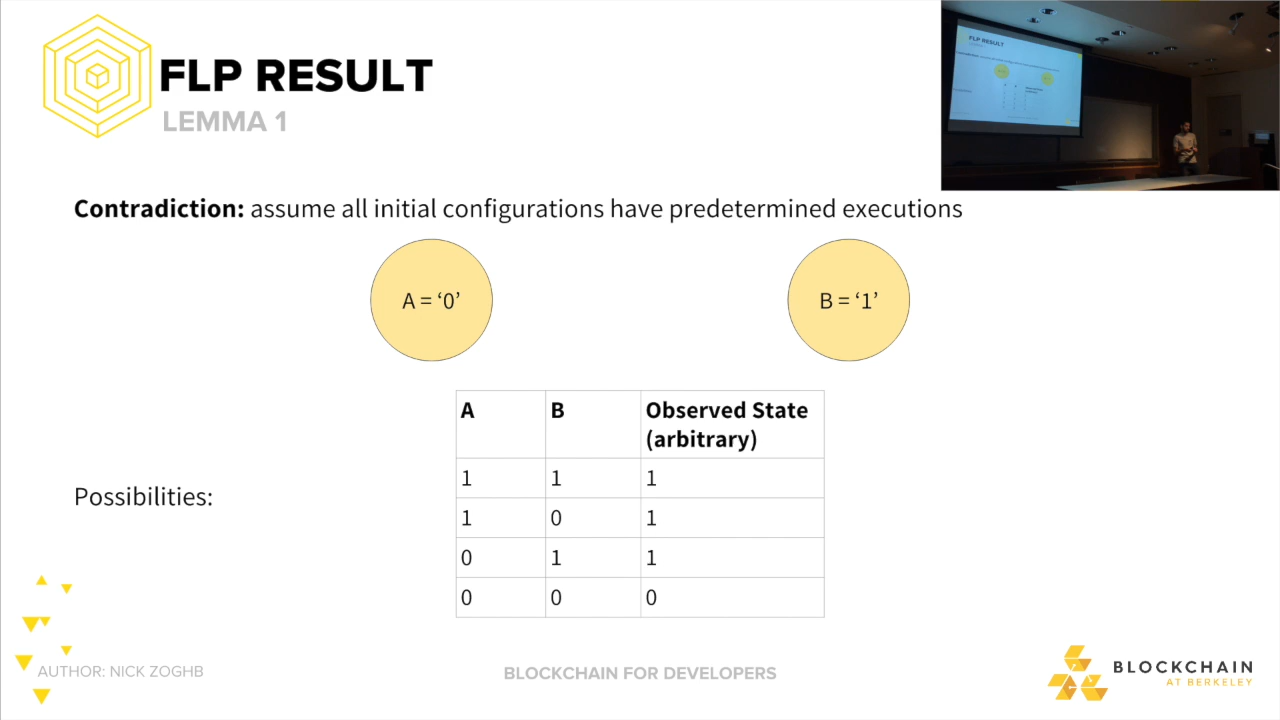 FLP RESULT
LEMMA 1
Contradiction: assume all initial configurations have predetermined executions
A = ‘0’
B = ‘1’
A B Observed State
(arbitrary)
1 1 1
1 0 1
0 1 1
0 0 0
Possibilities:
AUTHOR: NICK ZOGHB
BLOCKCHAIN FOR DEVELOPERS
BLOCKCHAIN
AT BERKELEY
FLP RESULT